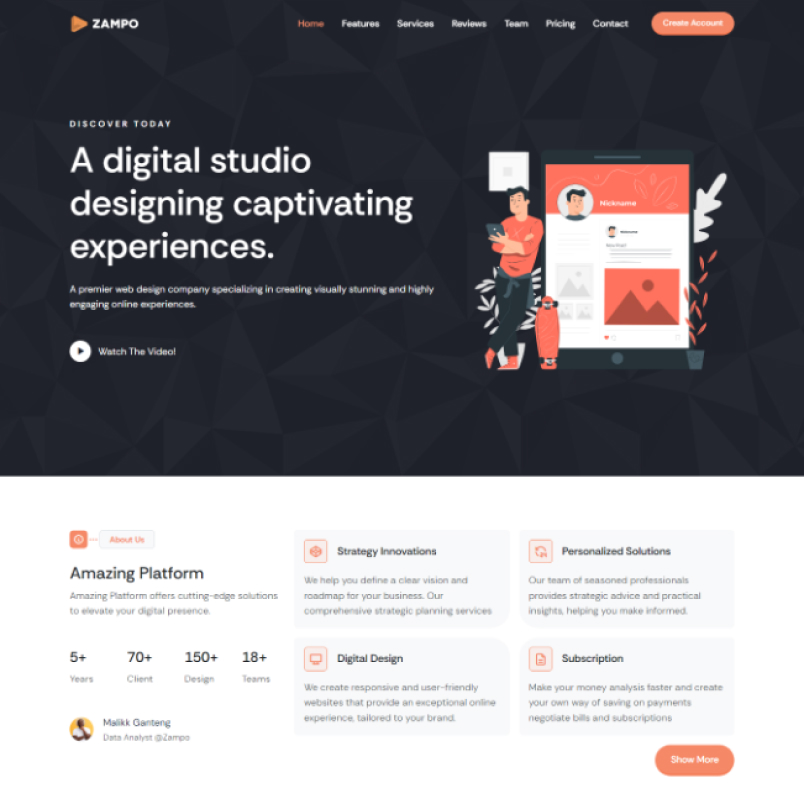 ZAMPO
Home Features Services Reviews Team Pricing Contact Create Account
DISCOVER TODAY
A digital studio
designing captivating
experiences.
A premier web design company specializing in creating visually stunning and highly
engaging online experiences.
Watch The Video!
Nickname
About Us
Amazing Platform
Amazing Platform offers cutting-edge solutions
to elevate your digital presence.
5+ 70+ 150+ 18+
Years Client Design Teams
Malikk Ganteng
Data Analyst @Zampo
Strategy Innovations
We help you define a clear vision and
roadmap for your business. Our
comprehensive strategic planning services
Personalized Solutions
Our team of seasoned professionals
provides strategic advice and practical
insights, helping you make informed.
Digital Design
We create responsive and user-friendly
websites that provide an exceptional online
experience, tailored to your brand.
Subscription
Make your money analysis faster and create
your own way of saving on payments
negotiate bills and subscriptions
Show More